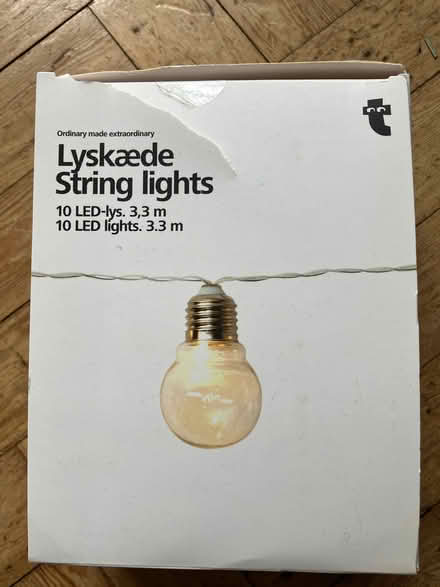 Ordinary made extraordinary
Lyskæde
String lights
10 LED-lys. 3,3 m
10 LED lights. 3.3 m
t